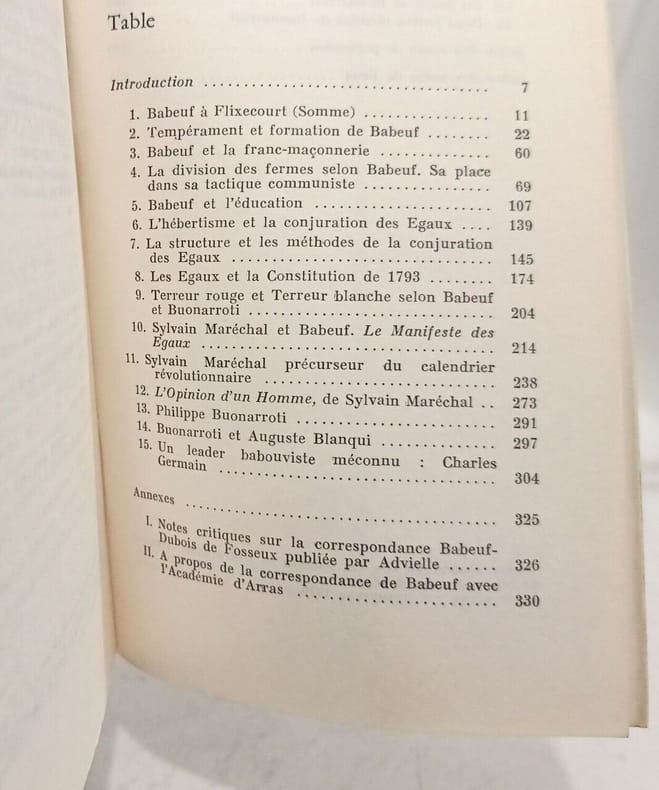 Table
Introduction .................................... 7
1. Babeuf à Flixecourt (Somme) ................ 11
2. Tempérament et formation de Babeuf ........ 22
3. Babeuf et la franc-maçonnerie .............. 60
4. La division des fermes selon Babeuf. Sa place
dans sa tactique communiste ................ 69
5. Babeuf et l'éducation ...................... 107
6. L'hébertisme et la conjuration des Egaux .... 139
7. La structure et les méthodes de la conjuration
des Egaux ................................ 145
8. Les Egaux et la Constitution de 1793 ........ 174
9. Terreur rouge et Terreur blanche selon Babeuf
et Buonarroti .............................. 204
10. Sylvain Maréchal et Babeuf. Le Manifeste des
Egaux .................................... 214
11. Sylvain Maréchal précurseur du calendrier
révolutionnaire ............................ 238
12. L'Opinion d'un Homme, de Sylvain Maréchal .. 273
13. Philippe Buonarroti ........................ 291
14. Buonarroti et Auguste Blanqui .............. 297
15. Un leader babouviste méconnu : Charles
Germain .................................. 304
Annexes ...................................... 325
I. Notes critiques sur la correspondance Babeuf-
Dubois de Fosseux publiée par Advielle ...... 326
II. A propos de la correspondance de Babeuf avec
l'Académie d'Arras ........................ 330